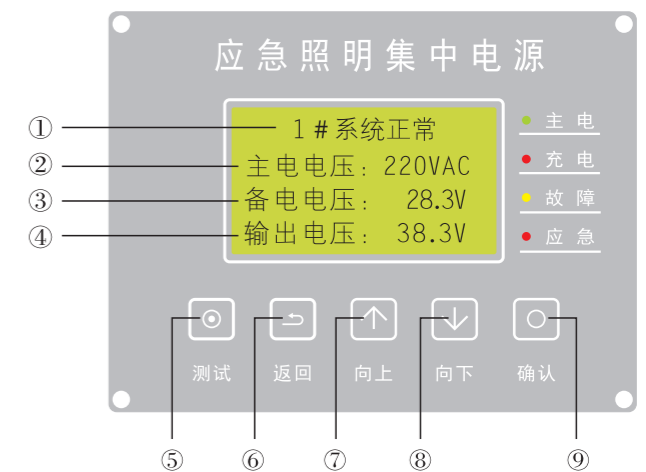 应急照明集中电源
① 1#系统正常
② 主电电压: 220VAC
③ 备电电压: 28.3V
④ 输出电压: 38.3V
主电
充电
故障
应急
测试 返回 向上 向下 确认
⑤ ⑥ ⑦ ⑧ ⑨